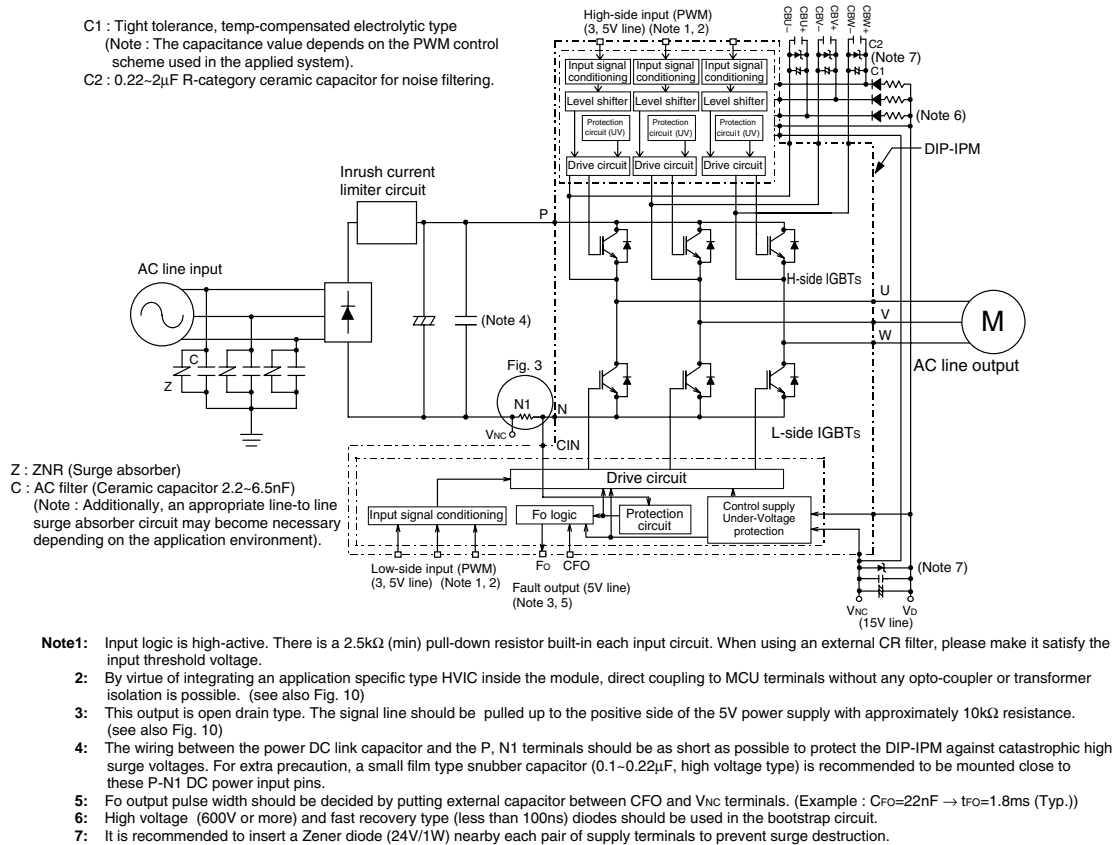 C1 : Tight tolerance, temp-compensated electrolytic type
(Note : The capacitance value depends on the PWM control
scheme used in the applied system).
C2 : 0.22~2μF R-category ceramic capacitor for noise filtering.
High-side input (PWM)
(3, 5V line) (Note 1, 2)
CBU–
CBU+
CBV–
CBV+
CBW–
CBW+
C2
(Note 7)
C1
(Note 6)
Input signal
conditioning
Input signal
conditioning
Input signal
conditioning
Level shifter
Level shifter
Level shifter
Protection
circuit (UV)
Protection
circuit (UV)
Protection
circuit (UV)
Drive circuit
Drive circuit
Drive circuit
DIP-IPM
Inrush current
limiter circuit
P
AC line input
H-side IGBTs
U
V
W
M
AC line output
(Note 4)
C
Z
Fig. 3
N1
N
VNC
CIN
L-side IGBTs
Z : ZNR (Surge absorber)
C : AC filter (Ceramic capacitor 2.2~6.5nF)
(Note : Additionally, an appropriate line-to line
surge absorber circuit may become necessary
depending on the application environment).
Drive circuit
Input signal conditioning
Fo logic
Protection
circuit
Control supply
Under-Voltage
protection
Low-side input (PWM)
(3, 5V line) (Note 1, 2)
FO
CFO
Fault output (5V line)
(Note 3, 5)
(Note 7)
VNC
VD
(15V line)
Note1: Input logic is high-active. There is a 2.5kΩ (min) pull-down resistor built-in each input circuit. When using an external CR filter, please make it satisfy the
input threshold voltage.
2: By virtue of integrating an application specific type HVIC inside the module, direct coupling to MCU terminals without any opto-coupler or transformer
isolation is possible. (see also Fig. 10)
3: This output is open drain type. The signal line should be pulled up to the positive side of the 5V power supply with approximately 10kΩ resistance.
(see also Fig. 10)
4: The wiring between the power DC link capacitor and the P, N1 terminals should be as short as possible to protect the DIP-IPM against catastrophic high
surge voltages. For extra precaution, a small film type snubber capacitor (0.1~0.22μF, high voltage type) is recommended to be mounted close to
these P-N1 DC power input pins.
5: Fo output pulse width should be decided by putting external capacitor between CFO and VNC terminals. (Example : CFO=22nF → tFO=1.8ms (Typ.))
6: High voltage (600V or more) and fast recovery type (less than 100ns) diodes should be used in the bootstrap circuit.
7: It is recommended to insert a Zener diode (24V/1W) nearby each pair of supply terminals to prevent surge destruction.